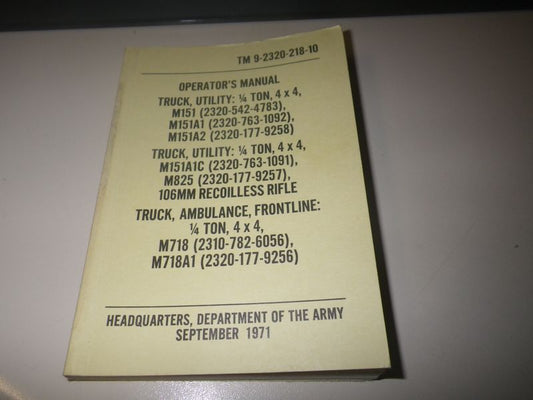 TM 9-2320-218-10
OPERATOR'S MANUAL
TRUCK, UTILITY: ¼ TON, 4 x 4,
M151 (2320-542-4783),
M151A1 (2320-763-1092),
M151A2 (2320-177-9258)
TRUCK, UTILITY: ¼ TON, 4 x 4,
M151A1C (2320-763-1091),
M825 (2320-177-9257),
106MM RECOILLESS RIFLE
TRUCK, AMBULANCE, FRONTLINE:
¼ TON, 4 x 4,
M718 (2310-782-6056),
M718A1 (2320-177-9256)
HEADQUARTERS, DEPARTMENT OF THE ARMY
SEPTEMBER 1971